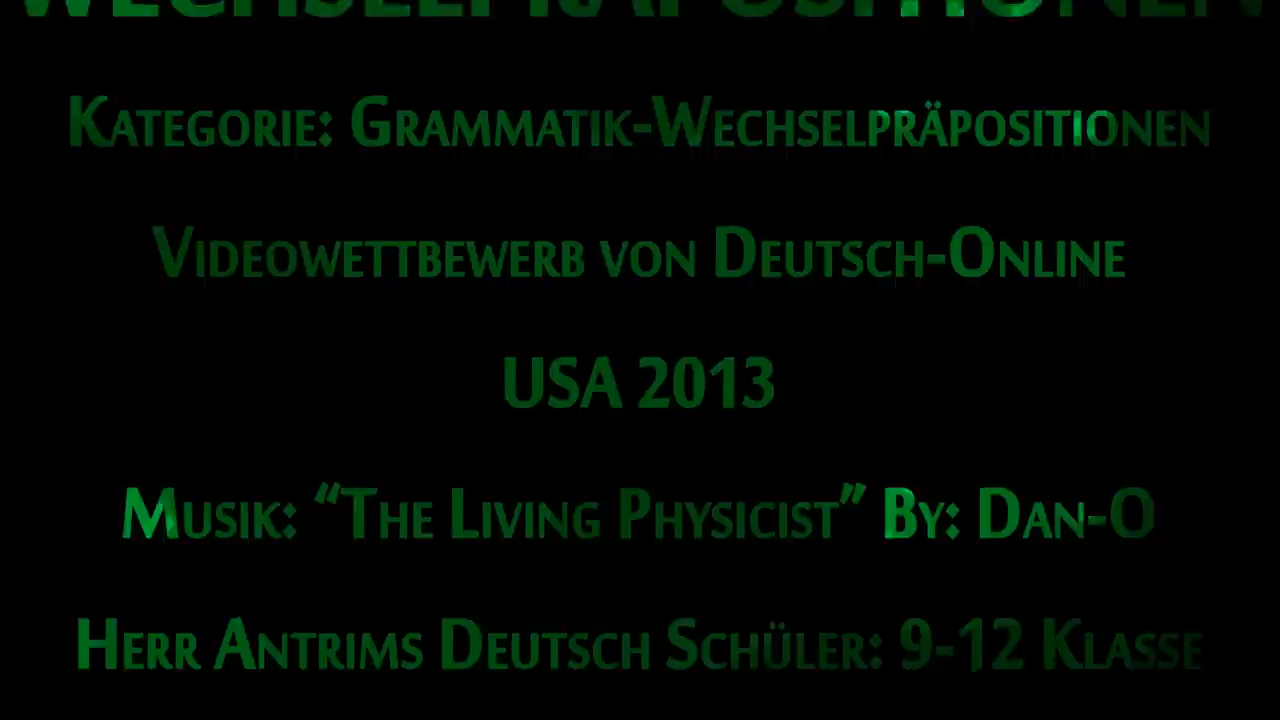 WECHSELPRÄPOSITIONEN
Kategorie: Grammatik-Wechselpräpositionen
Videowettbewerb von Deutsch-Online
USA 2013
Musik: “The Living Physicist” By: Dan-O
Herr Antrims Deutsch Schüler: 9-12 Klasse